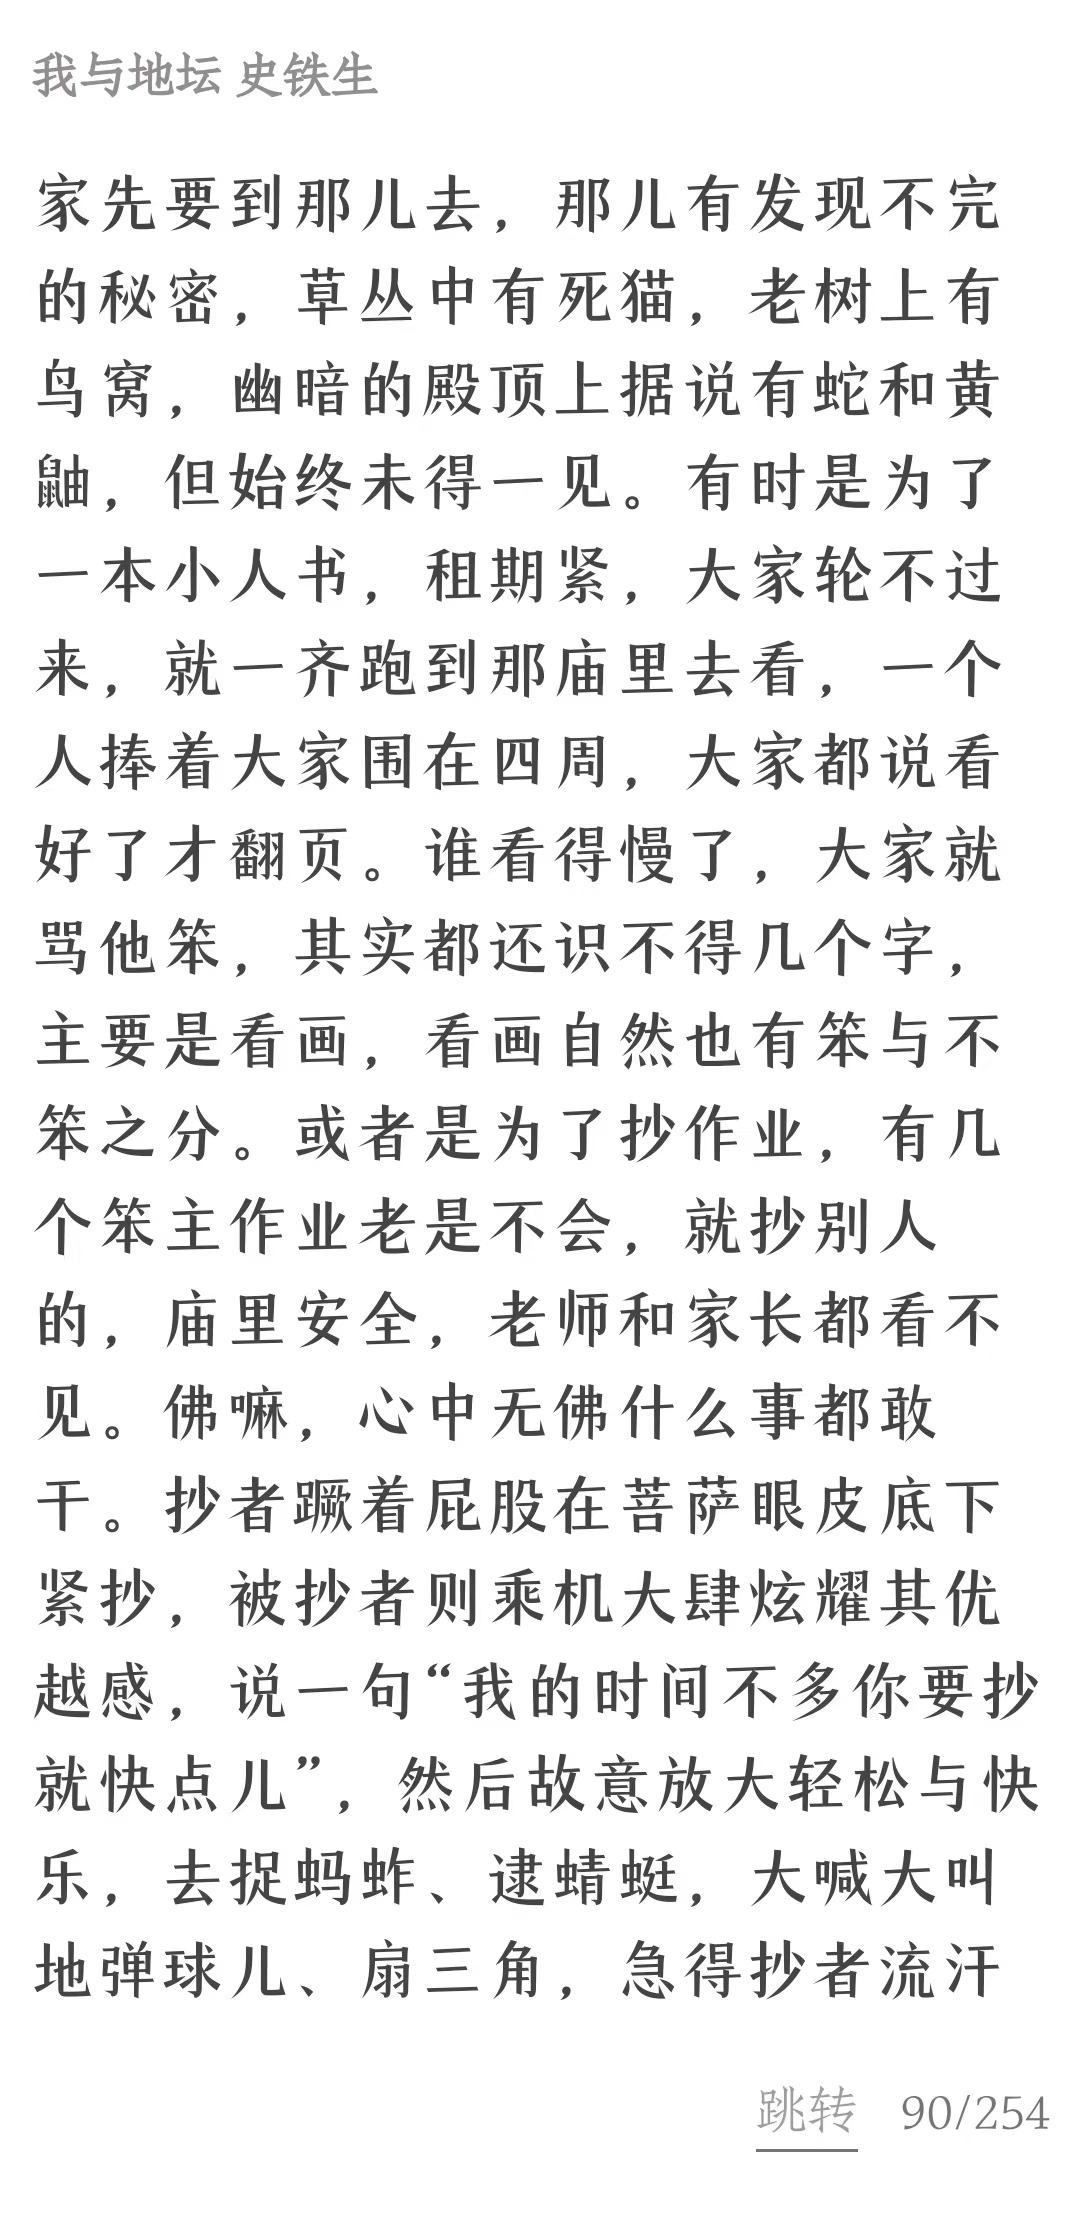 我与地坛 史铁生
家先要到那儿去，那儿有发现不完
的秘密，草丛中有死猫，老树上有
鸟窝，幽暗的殿顶上据说有蛇和黄
鼬，但始终未得一见。有时是为了
一本小人书，租期紧，大家轮不过
来，就一齐跑到那庙里去看，一个
人捧着大家围在四周，大家都说看
好了才翻页。谁看得慢了，大家就
骂他笨，其实都还识不得几个字，
主要是看画，看画自然也有笨与不
笨之分。或者是为了抄作业，有几
个笨主作业老是不会，就抄别人
的，庙里安全，老师和家长都看不
见。佛嘛，心中无佛什么事都敢
干。抄者蹶着屁股在菩萨眼皮底下
紧抄，被抄者则乘机大肆炫耀其优
越感，说一句“我的时间不多你要抄
就快点儿”，然后故意放大轻松与快
乐，去捉蚂蚱、逮蜻蜓，大喊大叫
地弹球儿、扇三角，急得抄者流汗
跳转 90/254